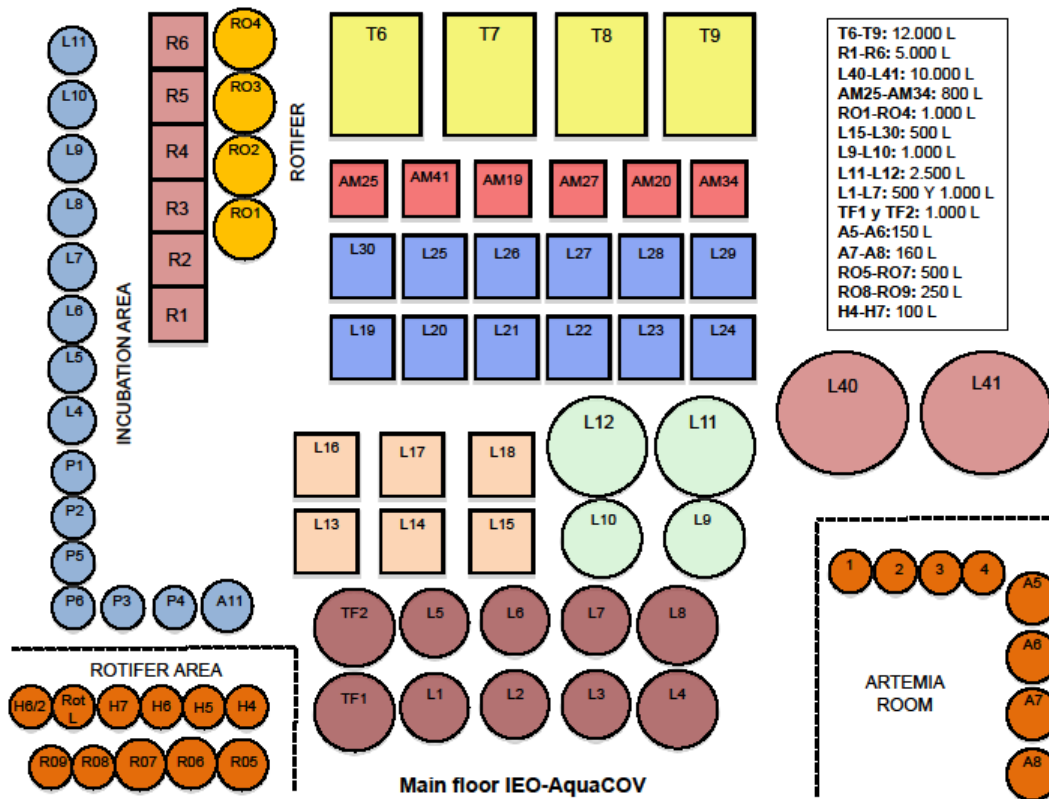 L11
L10
L9
L8
L7
L6
L5
L4
P1
P2
P5
P6
P3
P4
A11
INCUBATION AREA
R6
R5
R4
R3
R2
R1
RO4
RO3
RO2
RO1
ROTIFER
T6
T7
T8
T9
AM25
AM41
AM19
AM27
AM20
AM34
L30
L25
L26
L27
L28
L29
L19
L20
L21
L22
L23
L24
L16
L17
L18
L13
L14
L15
L12
L11
L10
L9
TF2
L5
L6
L7
L8
TF1
L1
L2
L3
L4
T6-T9: 12.000 L
R1-R6: 5.000 L
L40-L41: 10.000 L
AM25-AM34: 800 L
RO1-RO4: 1.000 L
L15-L30: 500 L
L9-L10: 1.000 L
L11-L12: 2.500 L
L1-L7: 500 Y 1.000 L
TF1 y TF2: 1.000 L
A5-A6: 150 L
A7-A8: 160 L
RO5-RO7: 500 L
RO8-RO9: 250 L
H4-H7: 100 L
L40
L41
1
2
3
4
A5
A6
A7
A8
ARTEMIA
ROOM
ROTIFER AREA
H6/2
Rot
L
H7
H6
H5
H4
R09
R08
R07
R06
R05
Main floor IEO-AquaCOV